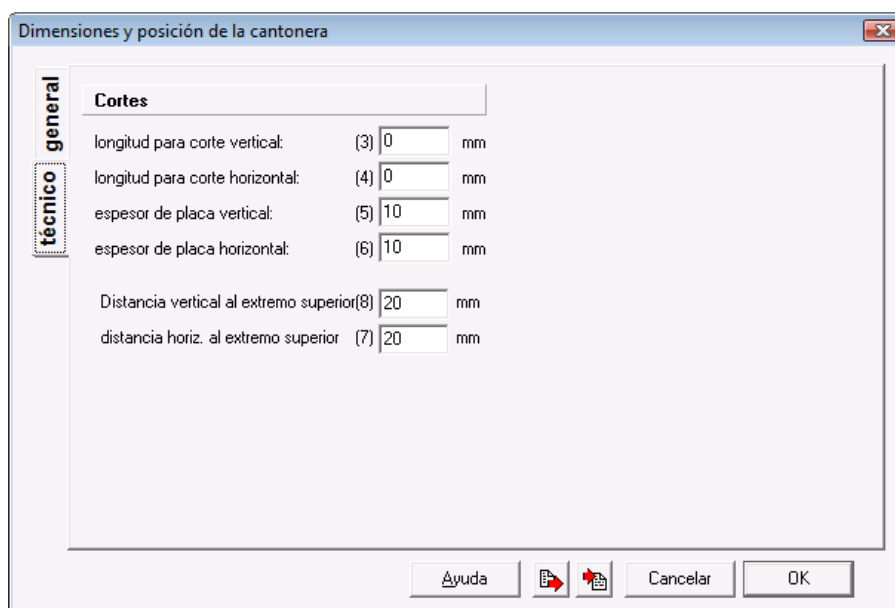 Dimensiones y posición de la cantonera
general
técnico
Cortes
longitud para corte vertical: (3) 0 mm
longitud para corte horizontal: (4) 0 mm
espesor de placa vertical: (5) 10 mm
espesor de placa horizontal: (6) 10 mm
Distancia vertical al extremo superior(8) 20 mm
distancia horiz. al extremo superior (7) 20 mm
Ayuda Cancelar OK